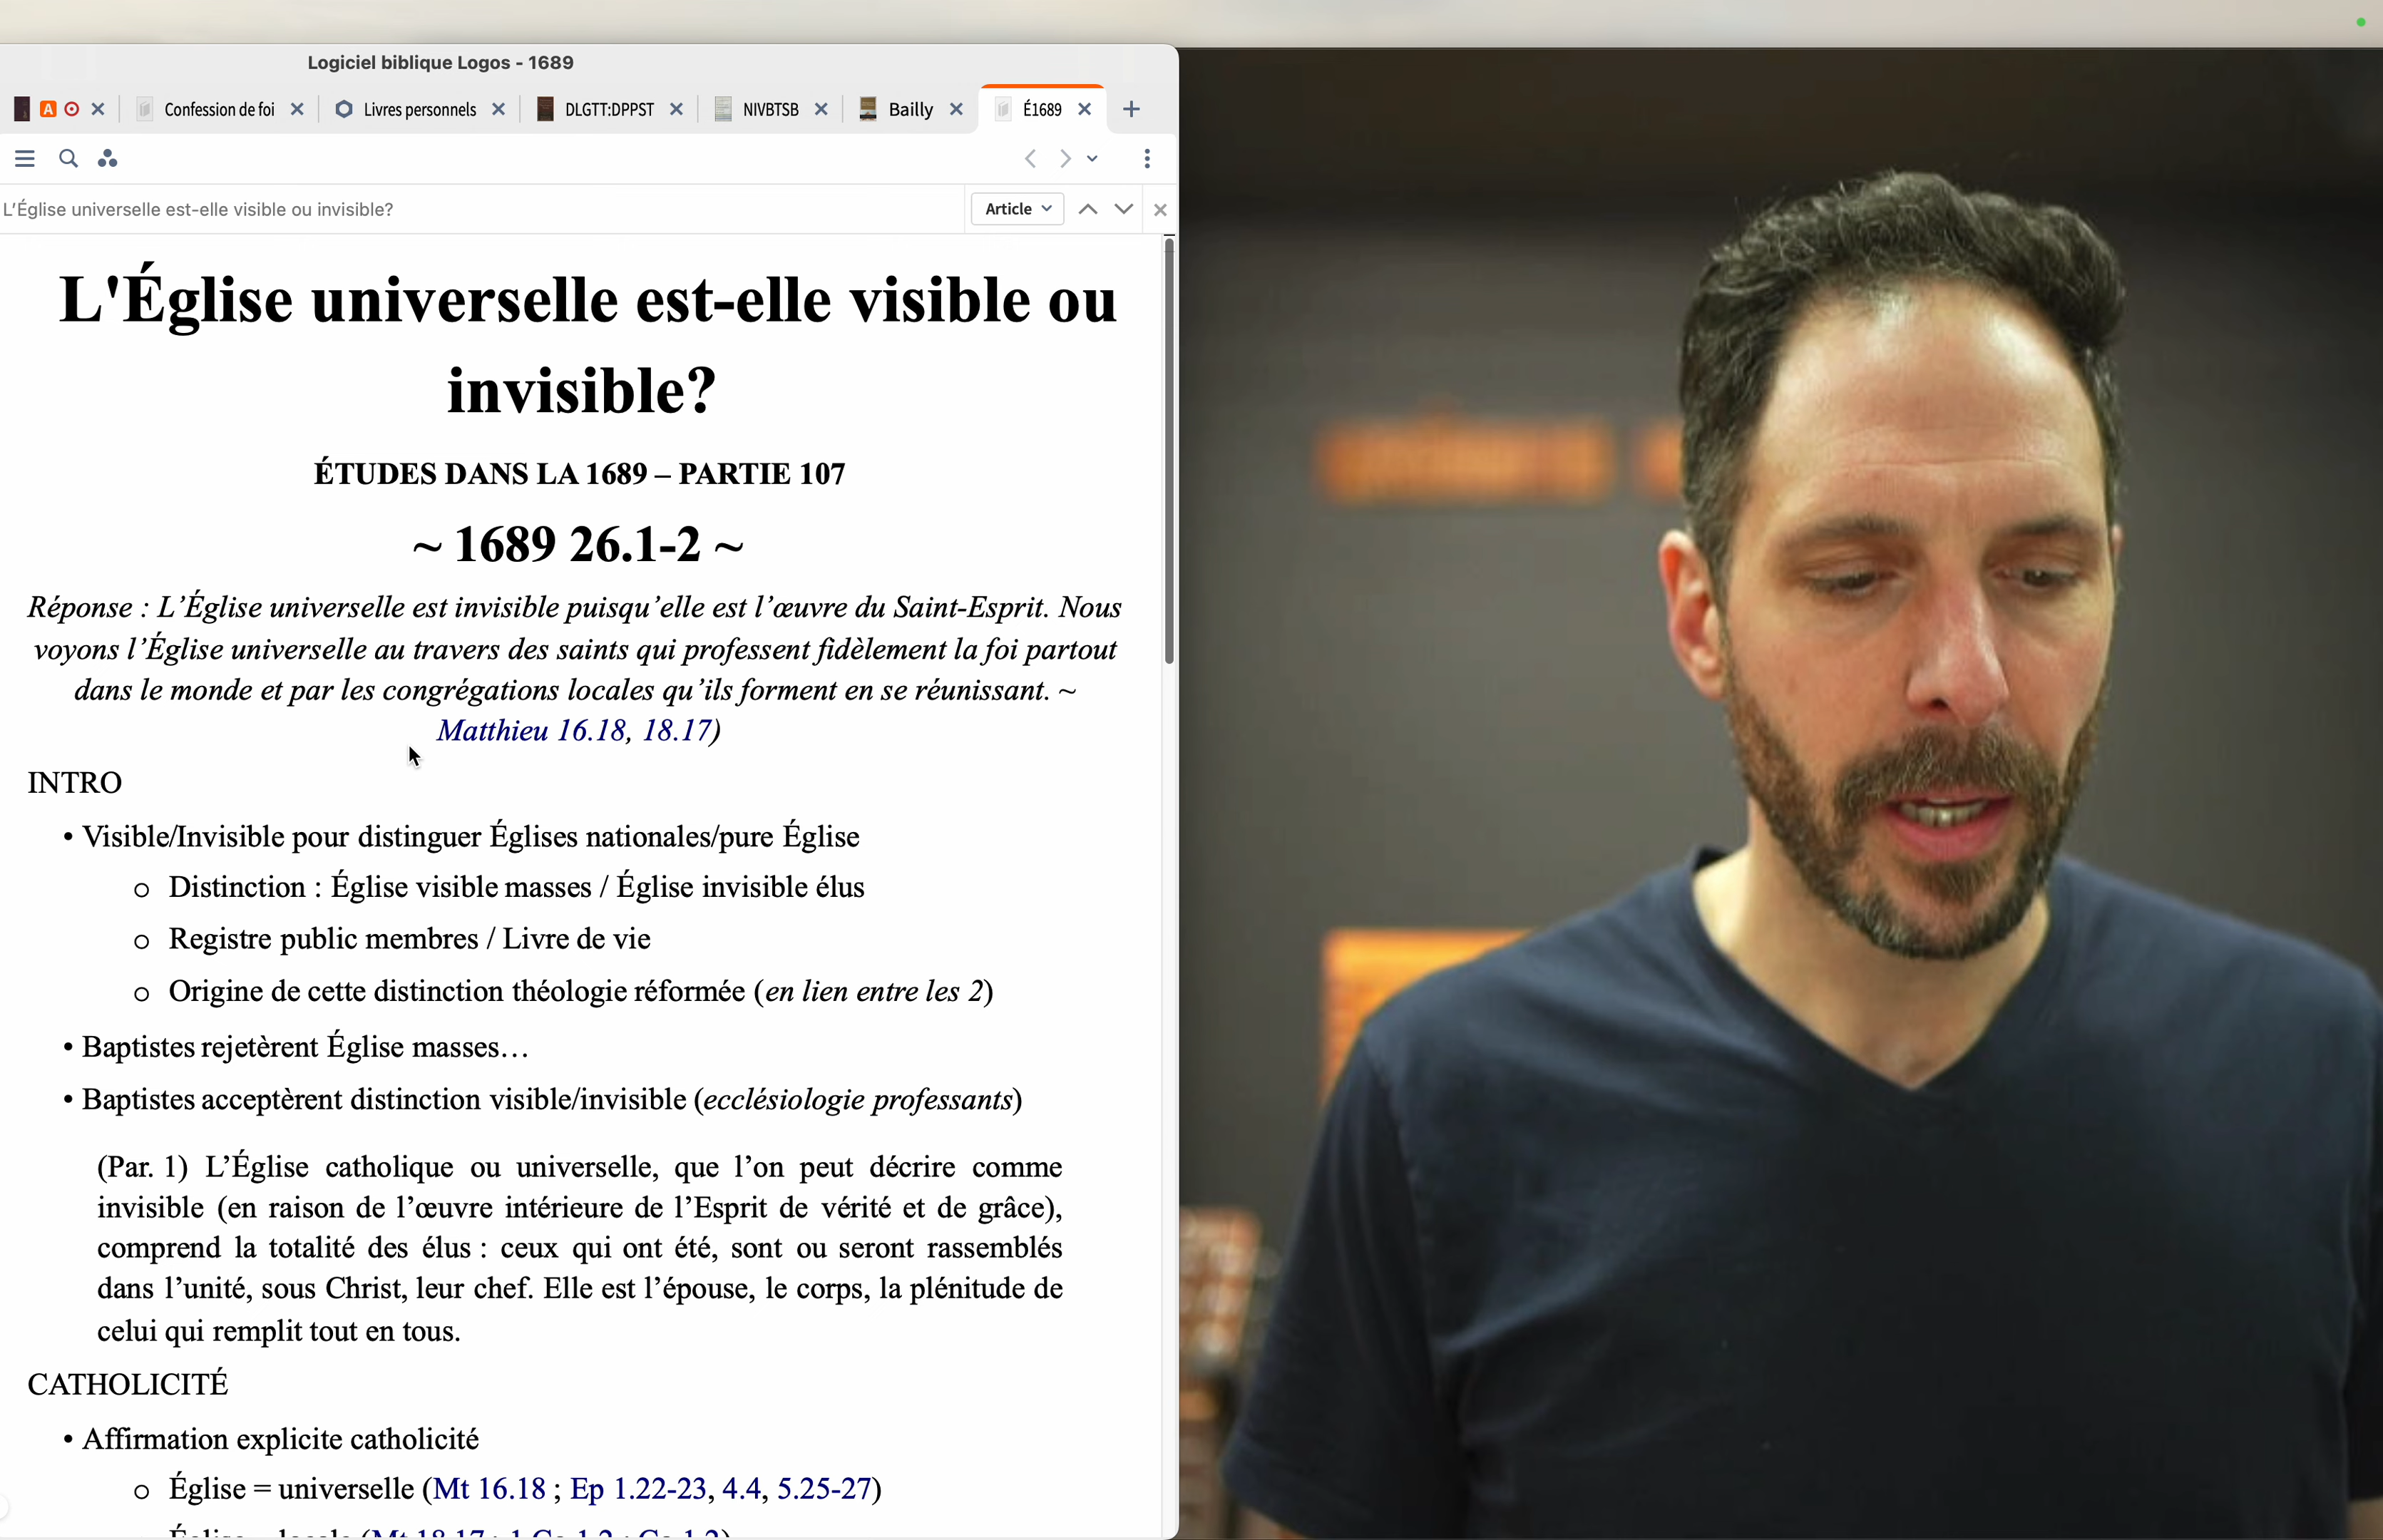 Logiciel biblique Logos - 1689
A Confession de foi Livres personnels DLGTT:DPPST NIVBTSB Bailly É1689
L'Église universelle est-elle visible ou invisible?
Article
L'Église universelle est-elle visible ou
invisible?
ÉTUDES DANS LA 1689 – PARTIE 107
~ 1689 26.1-2 ~
Réponse : L’Église universelle est invisible puisqu’elle est l’œuvre du Saint-Esprit. Nous
voyons l’Église universelle au travers des saints qui professent fidèlement la foi partout
dans le monde et par les congrégations locales qu’ils forment en se réunissant. ~
Matthieu 16.18, 18.17)
INTRO
• Visible/Invisible pour distinguer Églises nationales/pure Église
o Distinction : Église visible masses / Église invisible élus
o Registre public membres / Livre de vie
o Origine de cette distinction théologie réformée (en lien entre les 2)
• Baptistes rejetèrent Église masses…
• Baptistes acceptèrent distinction visible/invisible (ecclésiologie professants)
(Par. 1) L’Église catholique ou universelle, que l’on peut décrire comme
invisible (en raison de l’œuvre intérieure de l’Esprit de vérité et de grâce),
comprend la totalité des élus : ceux qui ont été, sont ou seront rassemblés
dans l’unité, sous Christ, leur chef. Elle est l’épouse, le corps, la plénitude de
celui qui remplit tout en tous.
CATHOLICITÉ
• Affirmation explicite catholicité
o Église = universelle (Mt 16.18 ; Ep 1.22-23, 4.4, 5.25-27)